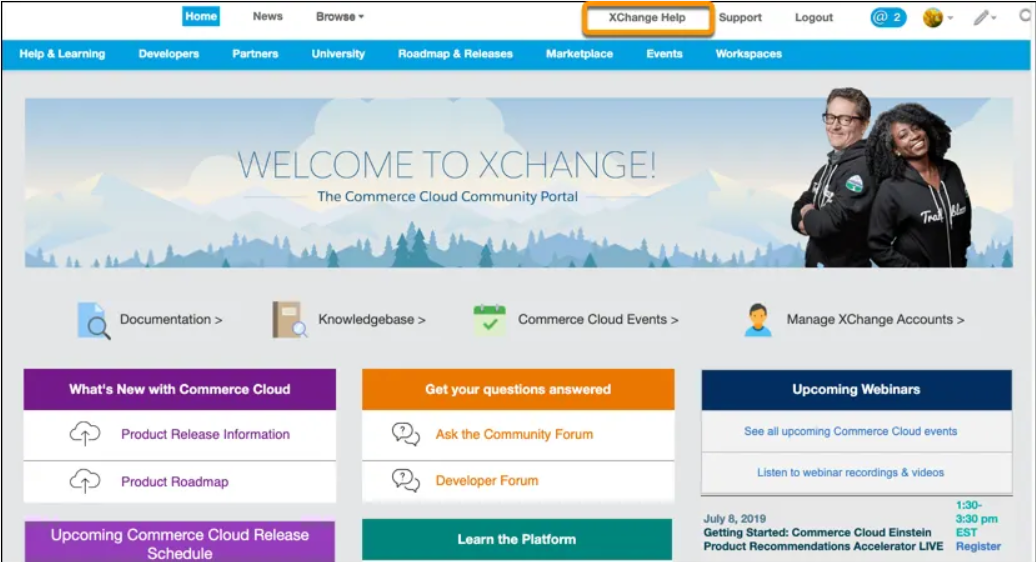 Home News Browse XChange Help Support Logout @ 2
Help & Learning Developers Partners University Roadmap & Releases Marketplace Events Workspaces
WELCOME TO XCHANGE!
The Commerce Cloud Community Portal
Documentation > Knowledgebase > Commerce Cloud Events > Manage XChange Accounts >
What's New with Commerce Cloud
Product Release Information
Product Roadmap
Upcoming Commerce Cloud Release
Schedule
Get your questions answered
Ask the Community Forum
Developer Forum
Learn the Platform
Upcoming Webinars
See all upcoming Commerce Cloud events
Listen to webinar recordings & videos
July 8, 2019
Getting Started: Commerce Cloud Einstein
Product Recommendations Accelerator LIVE
1:30-
3:30 pm
EST
Register